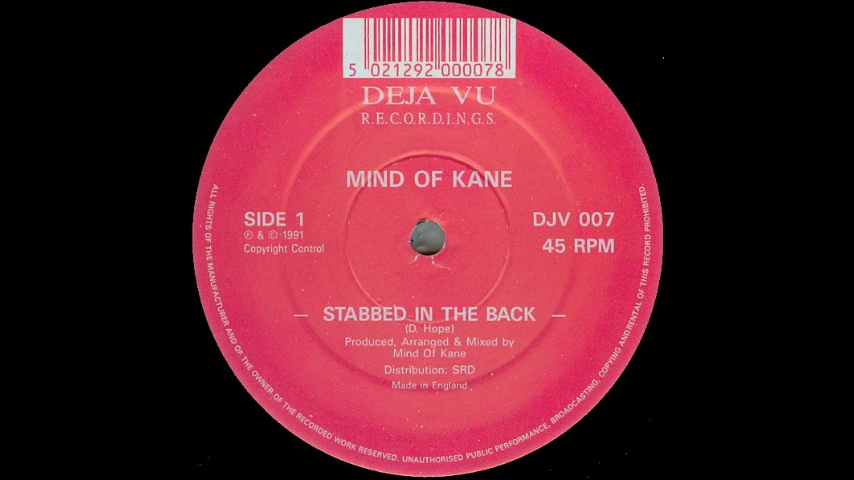 5 021292 000078
DEJA VU
R.E.C.O.R.D.I.N.G.S.
MIND OF KANE
SIDE 1
℗ & © 1991
Copyright Control
DJV 007
45 RPM
— STABBED IN THE BACK —
(D. Hope)
Produced, Arranged & Mixed by
Mind Of Kane
Distribution: SRD
Made in England
ALL RIGHTS OF THE MANUFACTURER AND OF THE OWNER OF THE RECORDED WORK RESERVED. UNAUTHORISED PUBLIC PERFORMANCE, BROADCASTING, COPYING AND RENTAL OF THIS RECORD PROHIBITED.